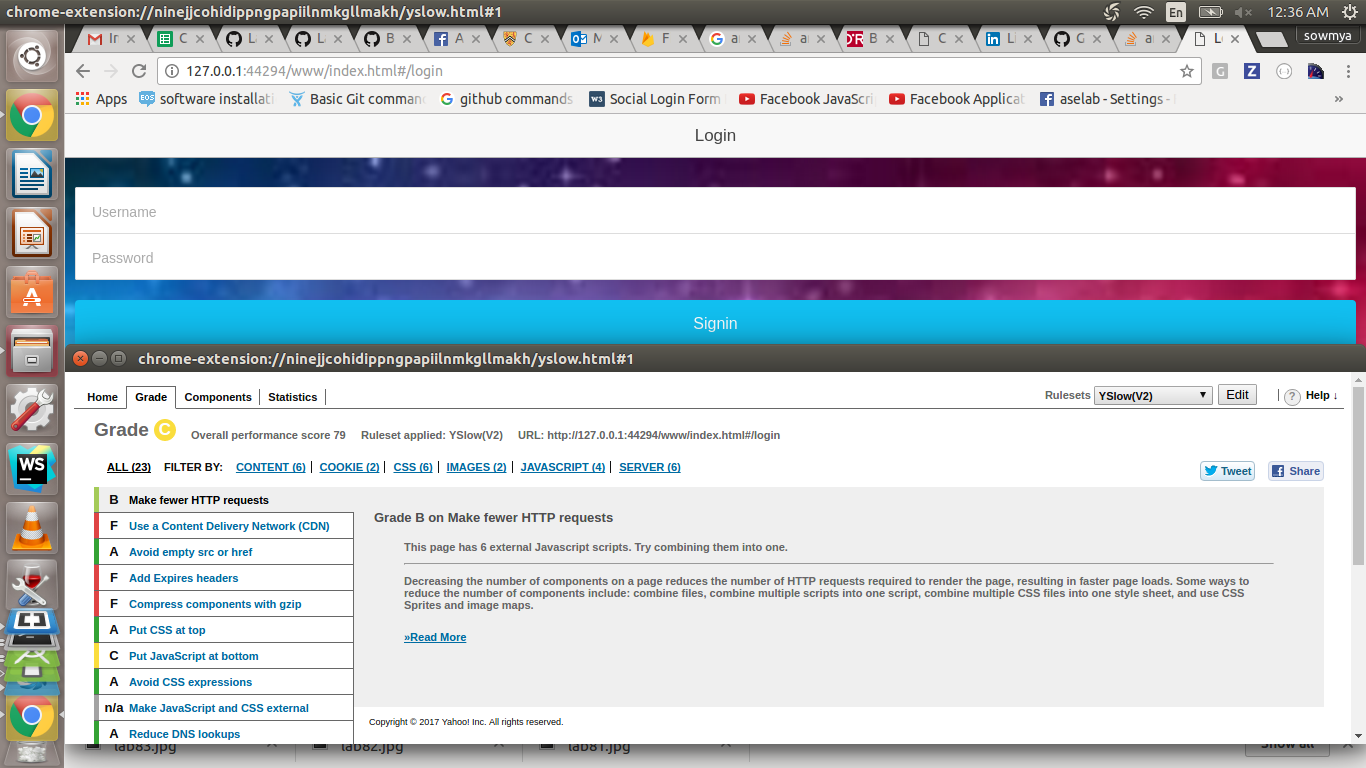 chrome-extension://ninejjcohidippngpapiilnmkgllmakh/yslow.html#1
En
12:36 AM
sowmya
127.0.0.1:44294/www/index.html#/login
Apps
software installati
Basic Git comman
github commands
Social Login Form
Facebook JavaScri
Facebook Applicat
aselab - Settings -
»
Login
Username
Password
Signin
chrome-extension://ninejjcohidippngpapiilnmkgllmakh/yslow.html#1
Home
Grade
Components
Statistics
Rulesets
YSlow(V2)
Edit
? Help ↓
Grade C
Overall performance score 79
Ruleset applied: YSlow(V2)
URL: http://127.0.0.1:44294/www/index.html#/login
ALL (23)
FILTER BY:
CONTENT (6)
COOKIE (2)
CSS (6)
IMAGES (2)
JAVASCRIPT (4)
SERVER (6)
Tweet
Share
B Make fewer HTTP requests
F Use a Content Delivery Network (CDN)
A Avoid empty src or href
F Add Expires headers
F Compress components with gzip
A Put CSS at top
C Put JavaScript at bottom
A Avoid CSS expressions
n/a Make JavaScript and CSS external
A Reduce DNS lookups
Grade B on Make fewer HTTP requests
This page has 6 external Javascript scripts. Try combining them into one.
Decreasing the number of components on a page reduces the number of HTTP requests required to render the page, resulting in faster page loads. Some ways to
reduce the number of components include: combine files, combine multiple scripts into one script, combine multiple CSS files into one style sheet, and use CSS
Sprites and image maps.
»Read More
Copyright © 2017 Yahoo! Inc. All rights reserved.
lab83.jpg
lab82.jpg
lab81.jpg
Show all